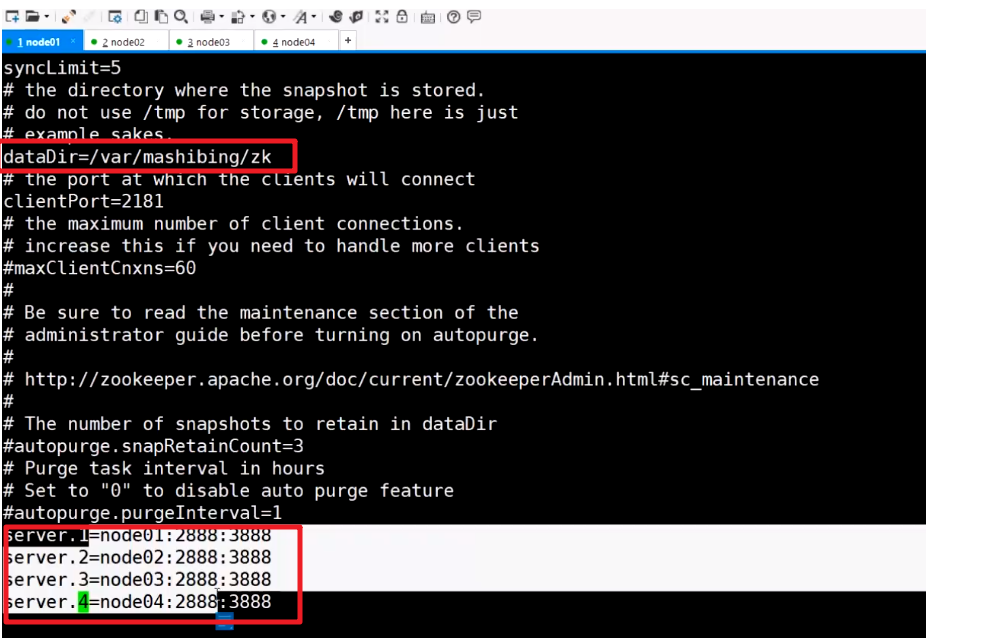 1 node01
2 node02
3 node03
4 node04
+
syncLimit=5
# the directory where the snapshot is stored.
# do not use /tmp for storage, /tmp here is just
# example sakes.
dataDir=/var/mashibing/zk
# the port at which the clients will connect
clientPort=2181
# the maximum number of client connections.
# increase this if you need to handle more clients
#maxClientCnxns=60
#
# Be sure to read the maintenance section of the
# administrator guide before turning on autopurge.
#
# http://zookeeper.apache.org/doc/current/zookeeperAdmin.html#sc_maintenance
#
# The number of snapshots to retain in dataDir
#autopurge.snapRetainCount=3
# Purge task interval in hours
# Set to "0" to disable auto purge feature
#autopurge.purgeInterval=1
server.1=node01:2888:3888
server.2=node02:2888:3888
server.3=node03:2888:3888
server.4=node04:2888:3888